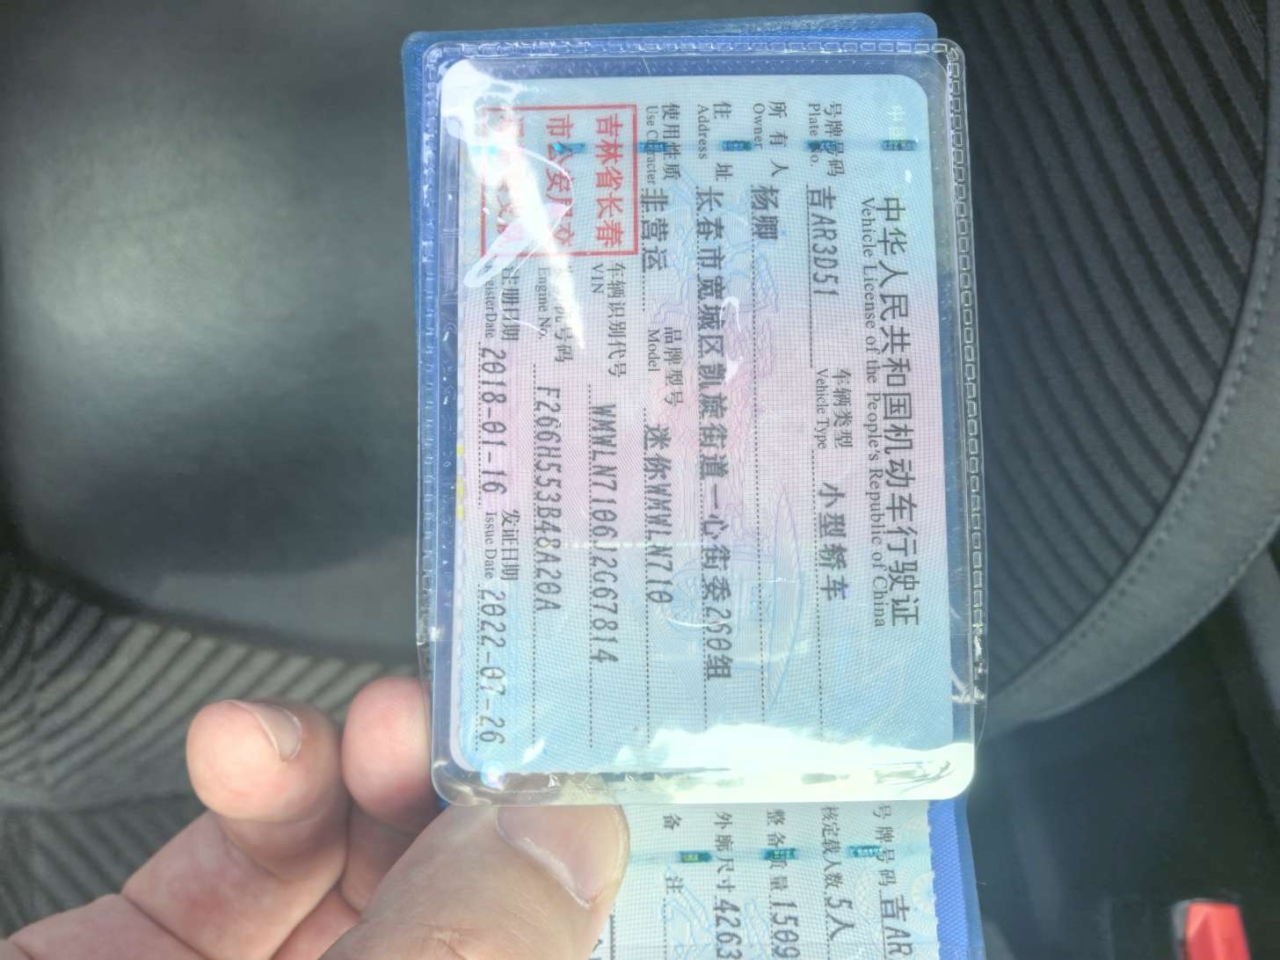 中华人民共和国机动车行驶证
Vehicle License of the People's Republic of China
号牌号码 吉AR3D51 车辆类型 小型轿车
Plate No. Vehicle Type
所有人 杨卿
Owner
住址 长春市宽城区凯旋街道一心街委260组
Address
使用性质 非营运 品牌型号 迷你WMWLN710
Use Character Model
吉林省长春
市公安局交
车辆识别代号 WMWLN7106J2G67814
VIN
号码 F266H553B48A20A
Engine No.
注册日期 2018-01-16 发证日期 2022-07-26
Issue Date
号牌号码 吉AR
核定载人数 5人
整备质量 1509
外廓尺寸 4263
备注